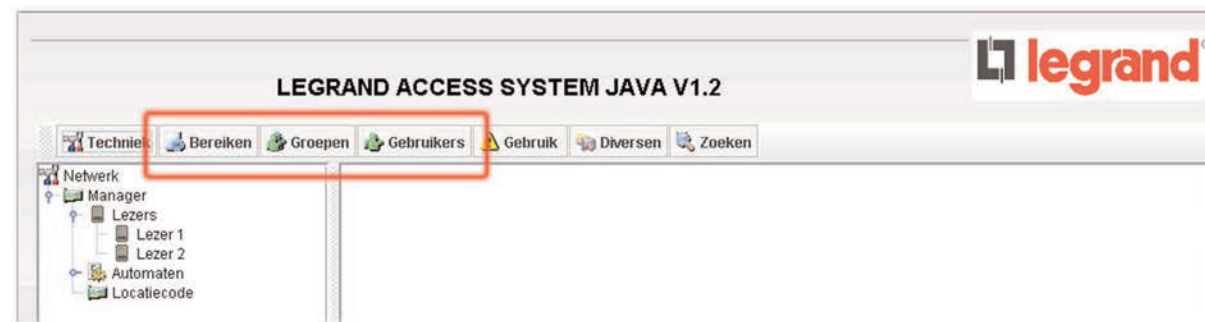 legrand®
LEGRAND ACCESS SYSTEM JAVA V1.2
Techniek Bereiken Groepen Gebruikers Gebruik Diversen Zoeken
Netwerk
Manager
Lezers
Lezer 1
Lezer 2
Automaten
Locatiecode